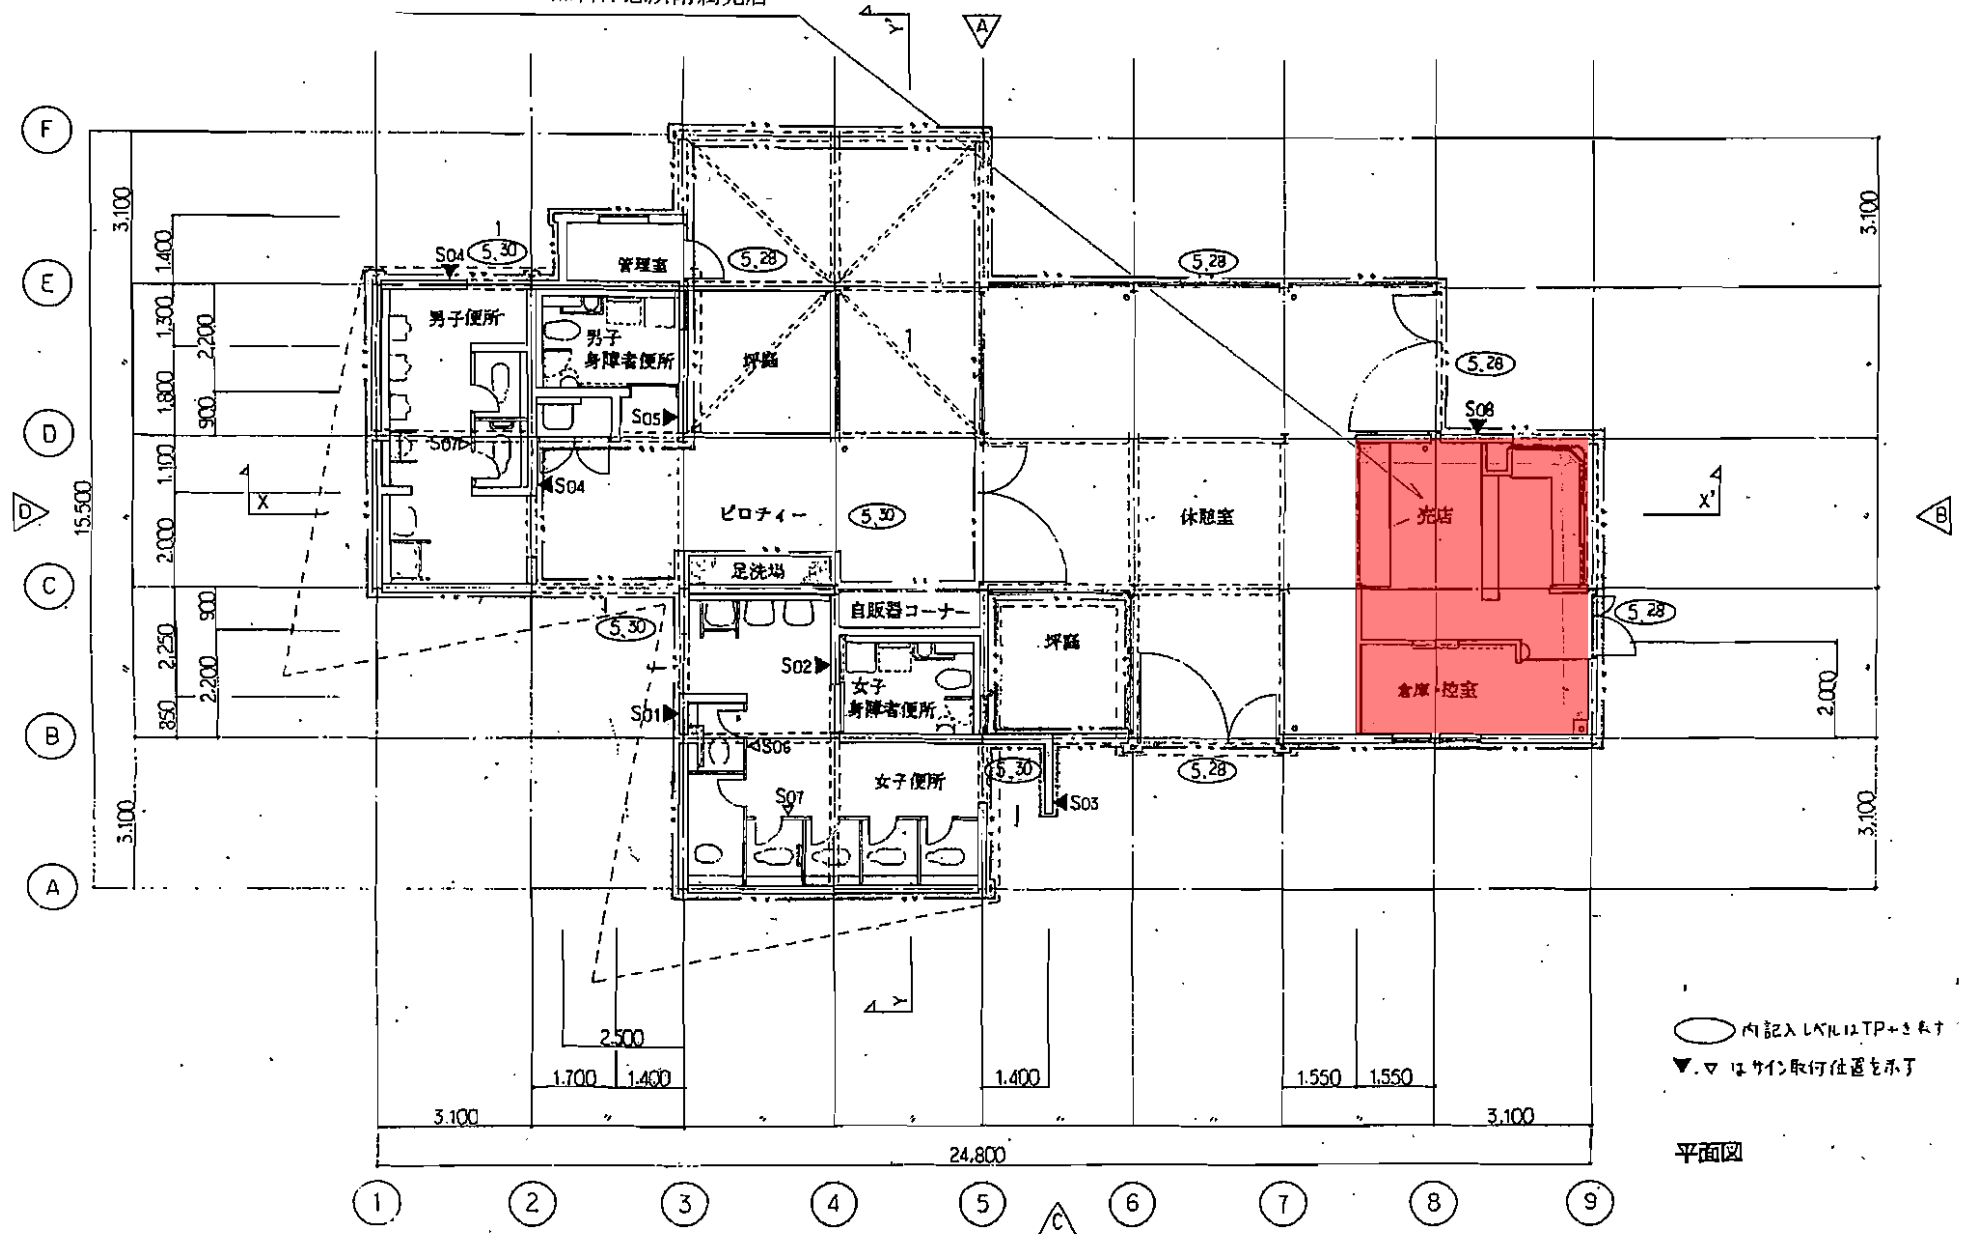 Y'
A
F
3.100
3.100
1.400
S04
5.30
管理室
5.28
5.28
E
1.300
2.200
男子便所
男子
身障者便所
坪庭
5.28
1.800
900
S05
S08
D
S07
1.100
X
S04
X'
D
15.500
ピロティー
5.30
休憩室
売店
B
2.000
足洗場
C
900
自販器コーナー
5.28
5.30
坪庭
2.250
S02
2.200
女子
身障者便所
倉庫・控室
2.000
850
S01
B
S06
5.30
5.28
女子便所
S07
S03
3.100
3.100
A
Y
2.500
内記入レベルはTP+を表す
1.700
1.400
1.400
1.550
1.550
▼.▽ はサイン取付位置を示す
3.100
3.100
24.800
平面図
1
2
3
4
5
6
7
8
9
C